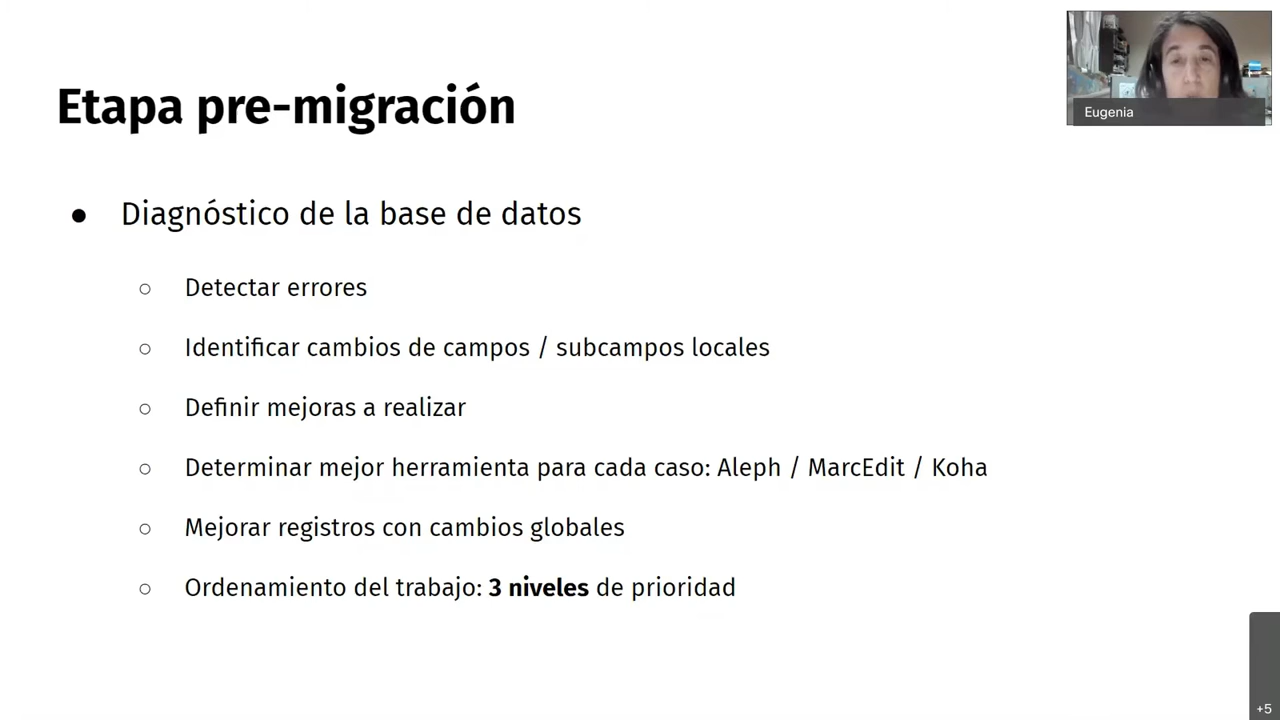 Etapa pre-migración
Eugenia
● Diagnóstico de la base de datos
○ Detectar errores
○ Identificar cambios de campos / subcampos locales
○ Definir mejoras a realizar
○ Determinar mejor herramienta para cada caso: Aleph / MarcEdit / Koha
○ Mejorar registros con cambios globales
○ Ordenamiento del trabajo: 3 niveles de prioridad
+5